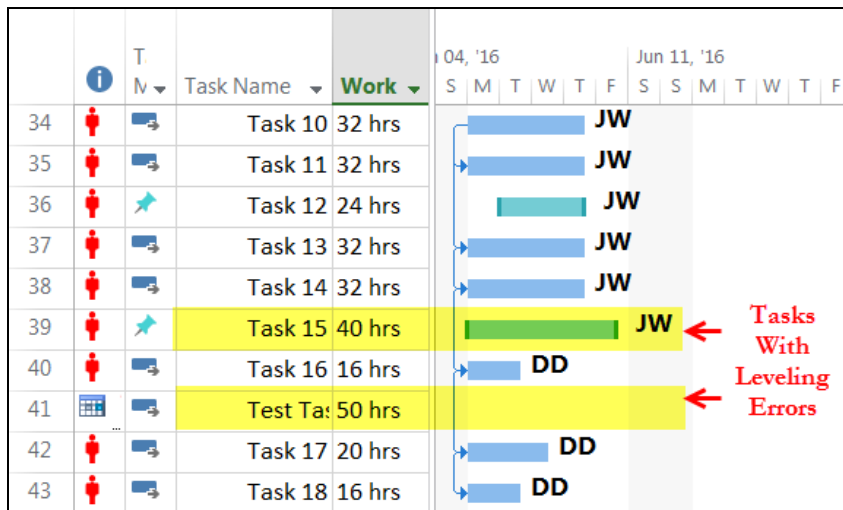 04, '16 Jun 11, '16
Task Name Work S M T W T F S S M T W T F
34 Task 10 32 hrs JW
35 Task 11 32 hrs JW
36 Task 12 24 hrs JW
37 Task 13 32 hrs JW
38 Task 14 32 hrs JW
39 Task 15 40 hrs JW
40 Task 16 16 hrs DD
41 Test Tas 50 hrs
42 Task 17 20 hrs DD
43 Task 18 16 hrs DD
Tasks
With
Leveling
Errors